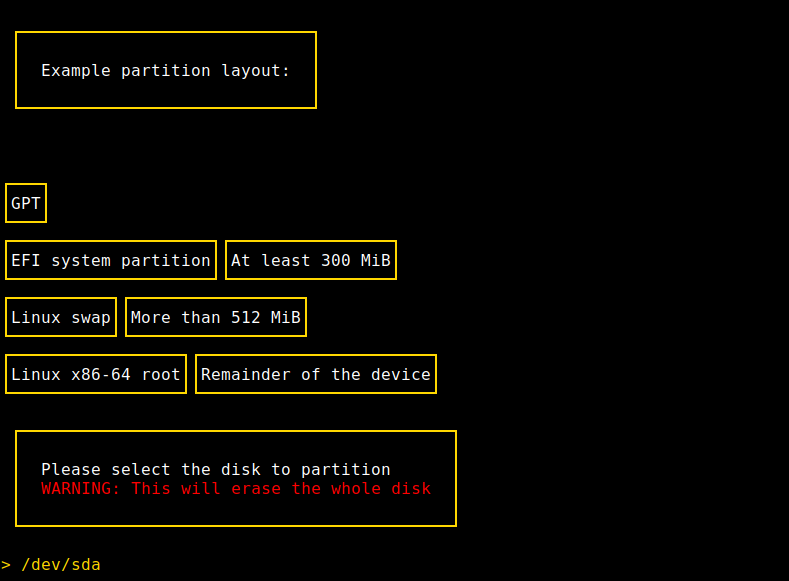 Example partition layout:
GPT
EFI system partition At least 300 MiB
Linux swap More than 512 MiB
Linux x86-64 root Remainder of the device
Please select the disk to partition
WARNING: This will erase the whole disk
> /dev/sda